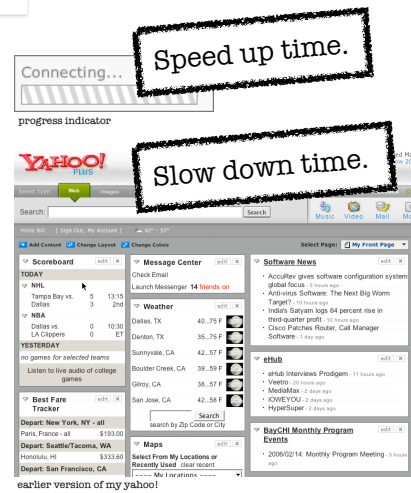 Speed up time.
Connecting...
progress indicator
YAHOO!
PLUS
Slow down time.
Select Type: Web Images
Search: Search
Music Video Mail
Hello Bill | Sign Out, My Account | 42° - 57°
Add Content Change Layout Change Colors
Select Page: My Front Page
Scoreboard edit
TODAY
NHL
Tampa Bay vs. 5 13:15
Dallas 3 2nd
NBA
Dallas vs. 0 10:30
LA Clippers 0 ET
YESTERDAY
no games for selected teams
Listen to live audio of college
games
Best Fare edit
Tracker
Depart: New York, NY - all
Paris, France - all $193.00
Depart: Seattle/Tacoma, WA
Honolulu, HI $333.60
Depart: San Francisco, CA
Message Center edit
Check Email
Launch Messenger 14 friends on
Weather edit
Dallas, TX 40...75 F
Denton, TX 35...75 F
Sunnyvale, CA 42...57 F
Boulder Creek, CA 39...59 F
Gilroy, CA 38...57 F
San Jose, CA 42...58 F
Search
search by Zip Code or City
Maps edit
Select From My Locations or
Recently Used clear recent
---- My Locations ----
Software News edit
· AccuRev gives software configuration system
global focus - 5 hours ago
· Anti-virus Software: The Next Big Worm
Target? - 10 hours ago
· India's Satyam logs 64 percent rise in
third-quarter profit - 10 hours ago
· Cisco Patches Router, Call Manager
Software - 1 day ago
eHub edit
· eHub Interviews Prodigem - 11 hours ago
· Veetro - 20 hours ago
· MediaMax - 2 days ago
· iOWEYOU - 2 days ago
· HyperSuper - 2 days ago
BayCHI Monthly Program edit
Events
· 2006/02/14: Monthly Program Meeting - 3 hours
ago
earlier version of my yahoo!